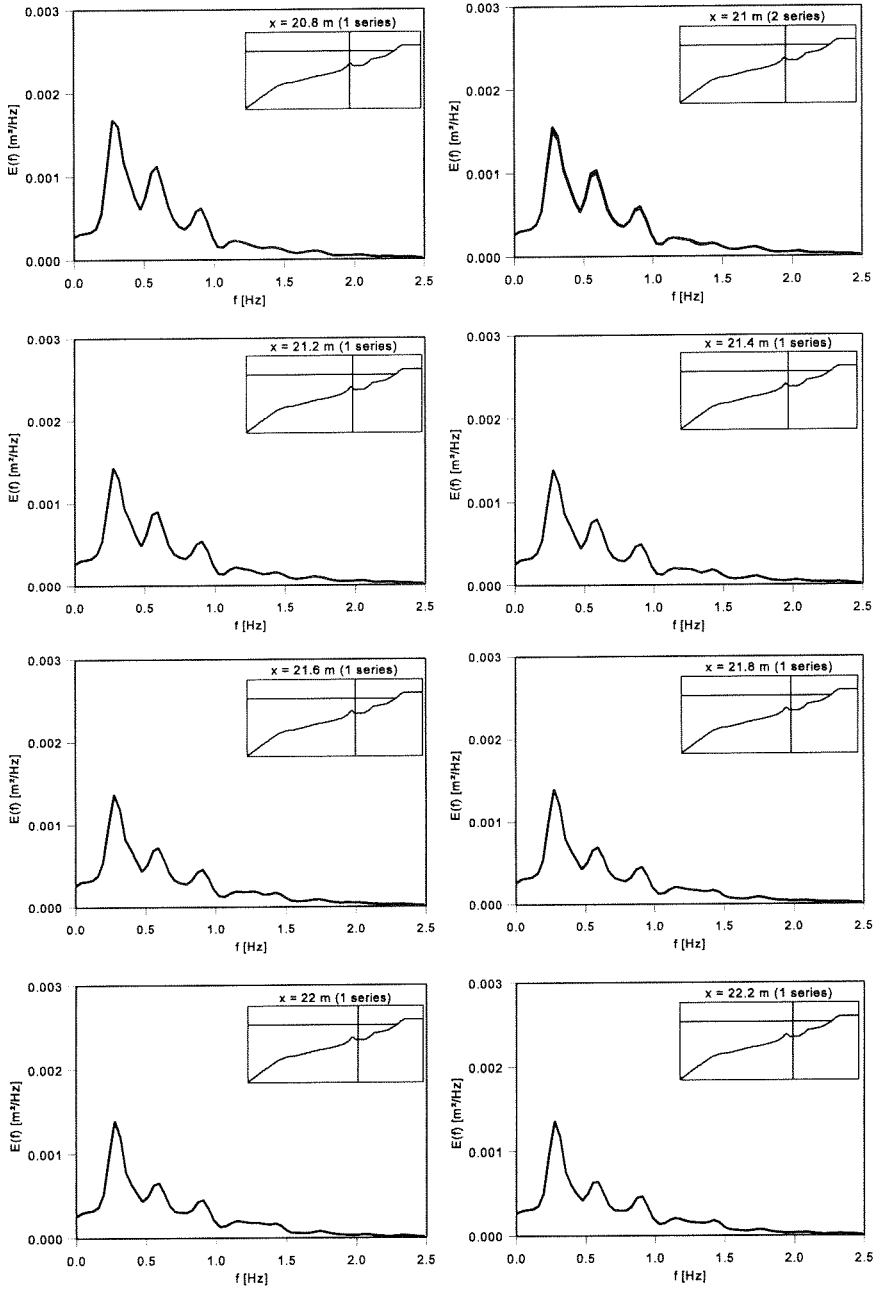 x = 20.8 m (1 series)
0.003
0.002
0.001
0.000
E(f) [m²/Hz]
0.0 0.5 1.0 1.5 2.0 2.5
f [Hz]
x = 21 m (2 series)
0.003
0.002
0.001
0.000
E(f) [m²/Hz]
0.0 0.5 1.0 1.5 2.0 2.5
f [Hz]
x = 21.2 m (1 series)
0.003
0.002
0.001
0.000
E(f) [m²/Hz]
0.0 0.5 1.0 1.5 2.0 2.5
f [Hz]
x = 21.4 m (1 series)
0.003
0.002
0.001
0.000
E(f) [m²/Hz]
0.0 0.5 1.0 1.5 2.0 2.5
f [Hz]
x = 21.6 m (1 series)
0.003
0.002
0.001
0.000
E(f) [m²/Hz]
0.0 0.5 1.0 1.5 2.0 2.5
f [Hz]
x = 21.8 m (1 series)
0.003
0.002
0.001
0.000
E(f) [m²/Hz]
0.0 0.5 1.0 1.5 2.0 2.5
f [Hz]
x = 22 m (1 series)
0.003
0.002
0.001
0.000
E(f) [m²/Hz]
0.0 0.5 1.0 1.5 2.0 2.5
f [Hz]
x = 22.2 m (1 series)
0.003
0.002
0.001
0.000
E(f) [m²/Hz]
0.0 0.5 1.0 1.5 2.0 2.5
f [Hz]